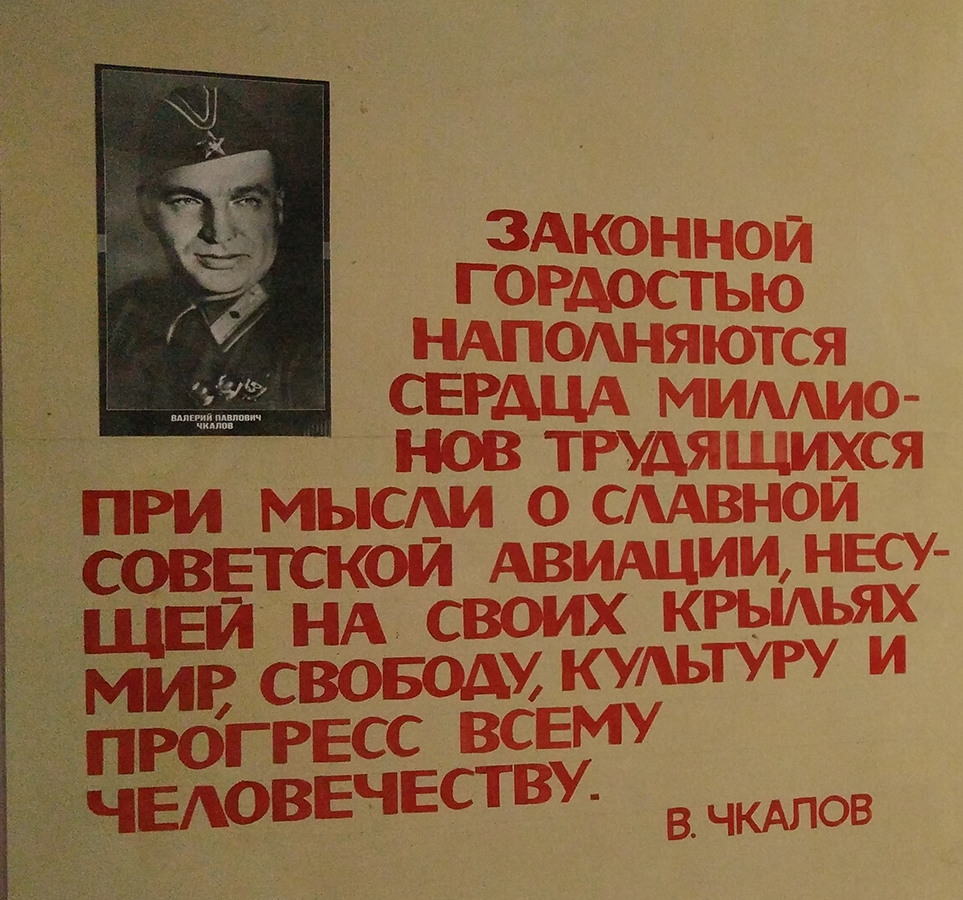 ВАЛЕРИЙ ПАВЛОВИЧ
ЧКАЛОВ
ЗАКОННОЙ
ГОРДОСТЬЮ
НАПОЛНЯЮТСЯ
СЕРДЦА МИЛЛИО-
НОВ ТРУДЯЩИХСЯ
ПРИ МЫСЛИ О СЛАВНОЙ
СОВЕТСКОЙ АВИАЦИИ, НЕСУ-
ЩЕЙ НА СВОИХ КРЫЛЬЯХ
МИР, СВОБОДУ, КУЛЬТУРУ И
ПРОГРЕСС ВСЕМУ
ЧЕЛОВЕЧЕСТВУ.
В. ЧКАЛОВ